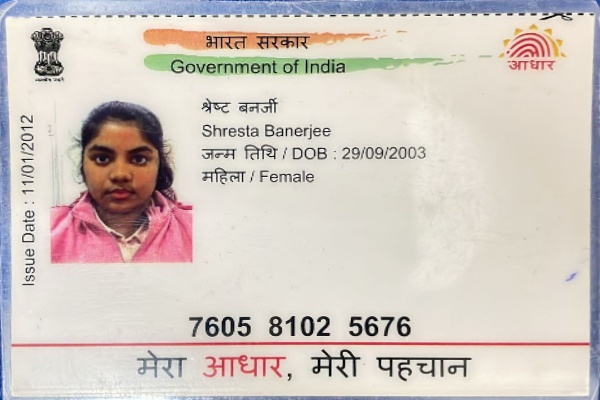 भारत सरकार
Government of India
आधार
Issue Date : 11/01/2012
श्रेष्ट बनर्जी
Shresta Banerjee
जन्म तिथि / DOB : 29/09/2003
महिला / Female
7605 8102 5676
मेरा आधार, मेरी पहचान